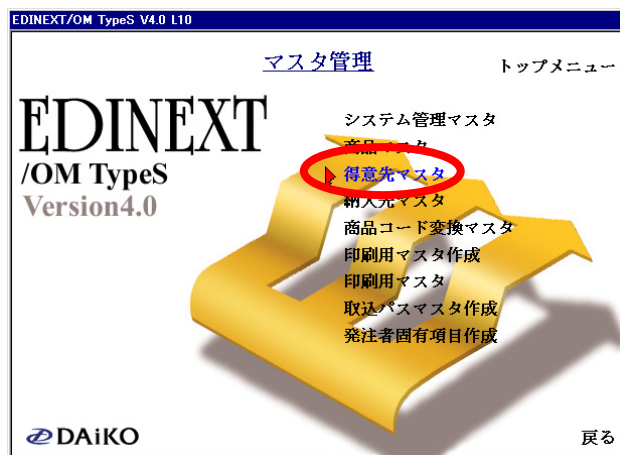 EDINEXT/OM TypeS V4.0 L10
マスタ管理
トップメニュー
EDINEXT
/OM TypeS
Version4.0
システム管理マスタ
商品マスタ
得意先マスタ
納入先マスタ
商品コード変換マスタ
印刷用マスタ作成
印刷用マスタ
取込パスマスタ作成
発注者固有項目作成
DAiKO
戻る